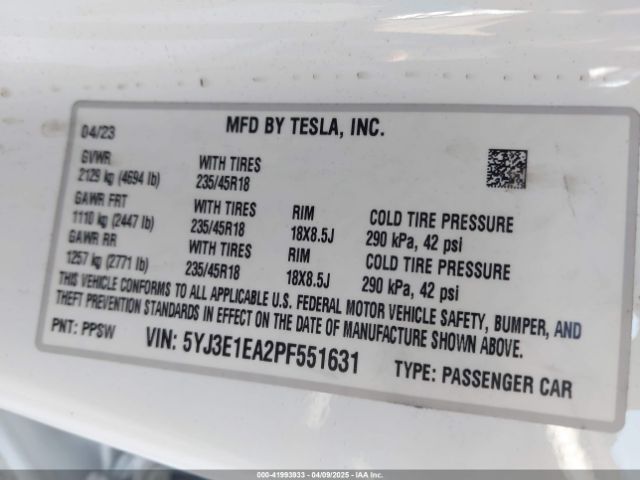 04/23 MFD BY TESLA, INC.
GVWR WITH TIRES
2129 kg (4694 lb) 235/45R18
GAWR FRT WITH TIRES RIM COLD TIRE PRESSURE
1110 kg (2447 lb) 235/45R18 18X8.5J 290 kPa, 42 psi
GAWR RR WITH TIRES RIM COLD TIRE PRESSURE
1257 kg (2771 lb) 235/45R18 18X8.5J 290 kPa, 42 psi
THIS VEHICLE CONFORMS TO ALL APPLICABLE U.S. FEDERAL MOTOR VEHICLE SAFETY, BUMPER, AND
THEFT PREVENTION STANDARDS IN EFFECT ON THE DATE OF MANUFACTURE SHOWN ABOVE.
PNT: PPSW VIN: 5YJ3E1EA2PF551631 TYPE: PASSENGER CAR
000-41993933 - 04/09/2025 - IAA Inc.